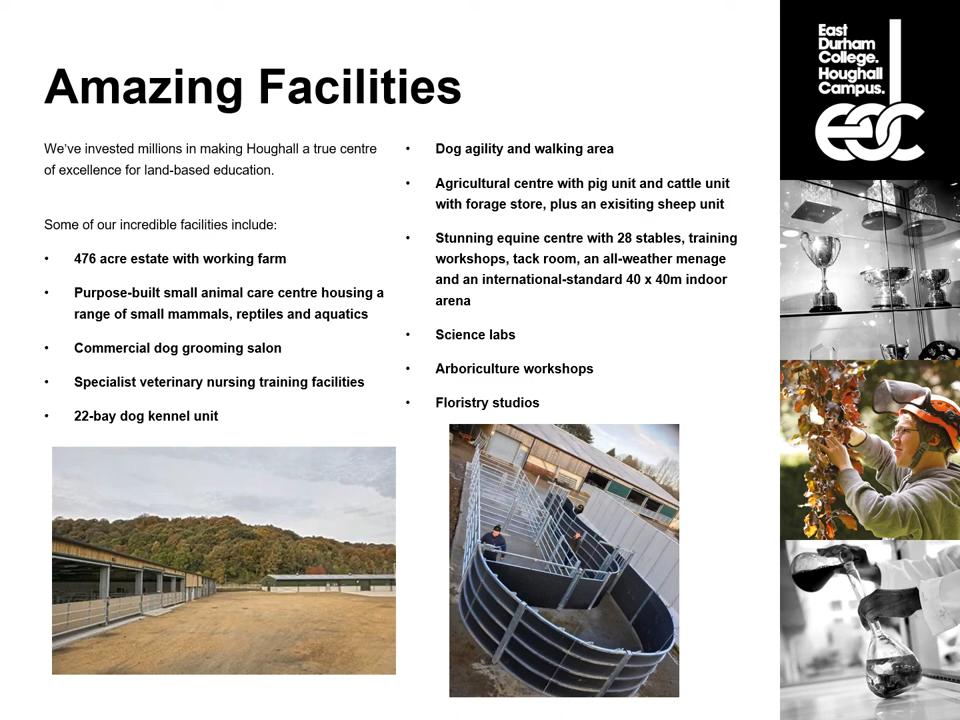 Amazing Facilities
We've invested millions in making Houghall a true centre
of excellence for land-based education.
Some of our incredible facilities include:
• 476 acre estate with working farm
• Purpose-built small animal care centre housing a
range of small mammals, reptiles and aquatics
• Commercial dog grooming salon
• Specialist veterinary nursing training facilities
• 22-bay dog kennel unit
• Dog agility and walking area
• Agricultural centre with pig unit and cattle unit
with forage store, plus an exisiting sheep unit
• Stunning equine centre with 28 stables, training
workshops, tack room, an all-weather menage
and an international-standard 40 x 40m indoor
arena
• Science labs
• Arboriculture workshops
• Floristry studios
East
Durham
College.
Houghall
Campus.
edc